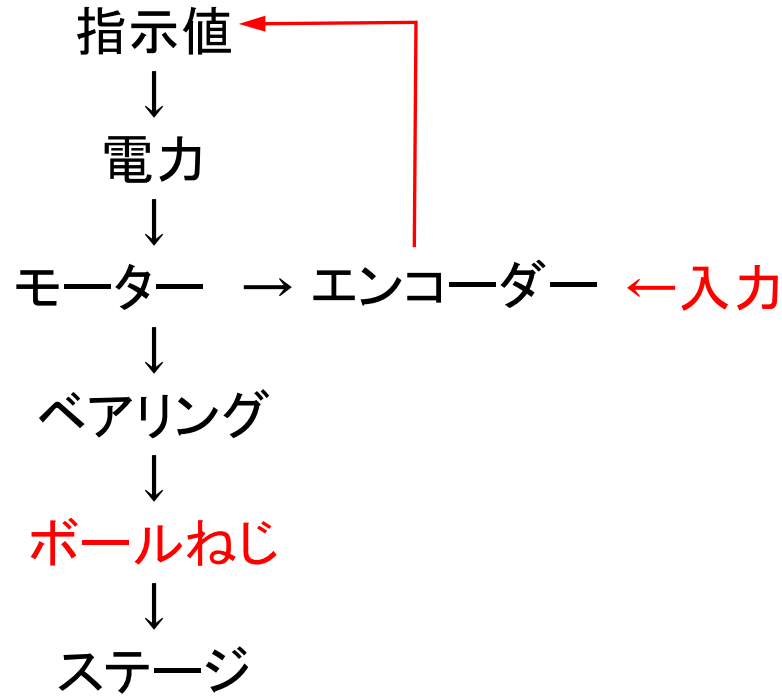 指示値
↓
電力
↓
モーター → エンコーダー ←入力
↓
ベアリング
↓
ボールねじ
↓
ステージ